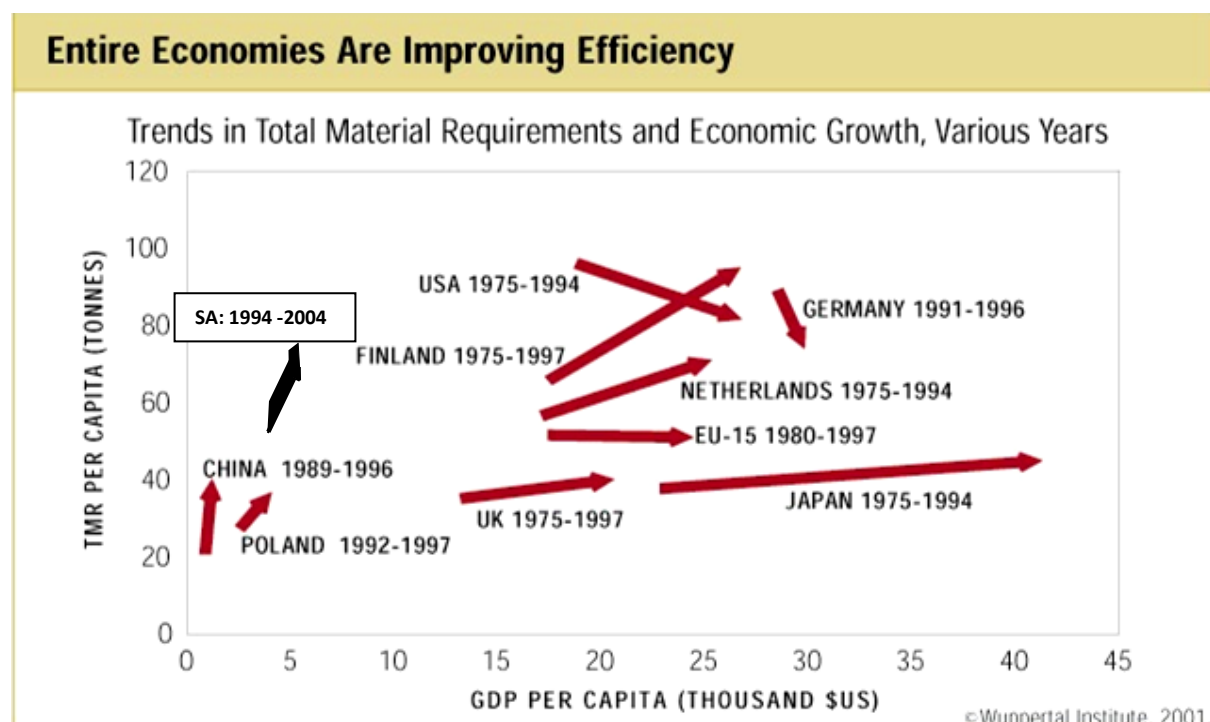 Entire Economies Are Improving Efficiency
Trends in Total Material Requirements and Economic Growth, Various Years
120
100
80
60
40
20
0
TMR PER CAPITA (TONNES)
USA 1975-1994
SA: 1994 -2004
GERMANY 1991-1996
FINLAND 1975-1997
NETHERLANDS 1975-1994
EU-15 1980-1997
CHINA 1989-1996
JAPAN 1975-1994
UK 1975-1997
POLAND 1992-1997
0 5 10 15 20 25 30 35 40 45
GDP PER CAPITA (THOUSAND $US)
©Wuppertal Institute, 2001